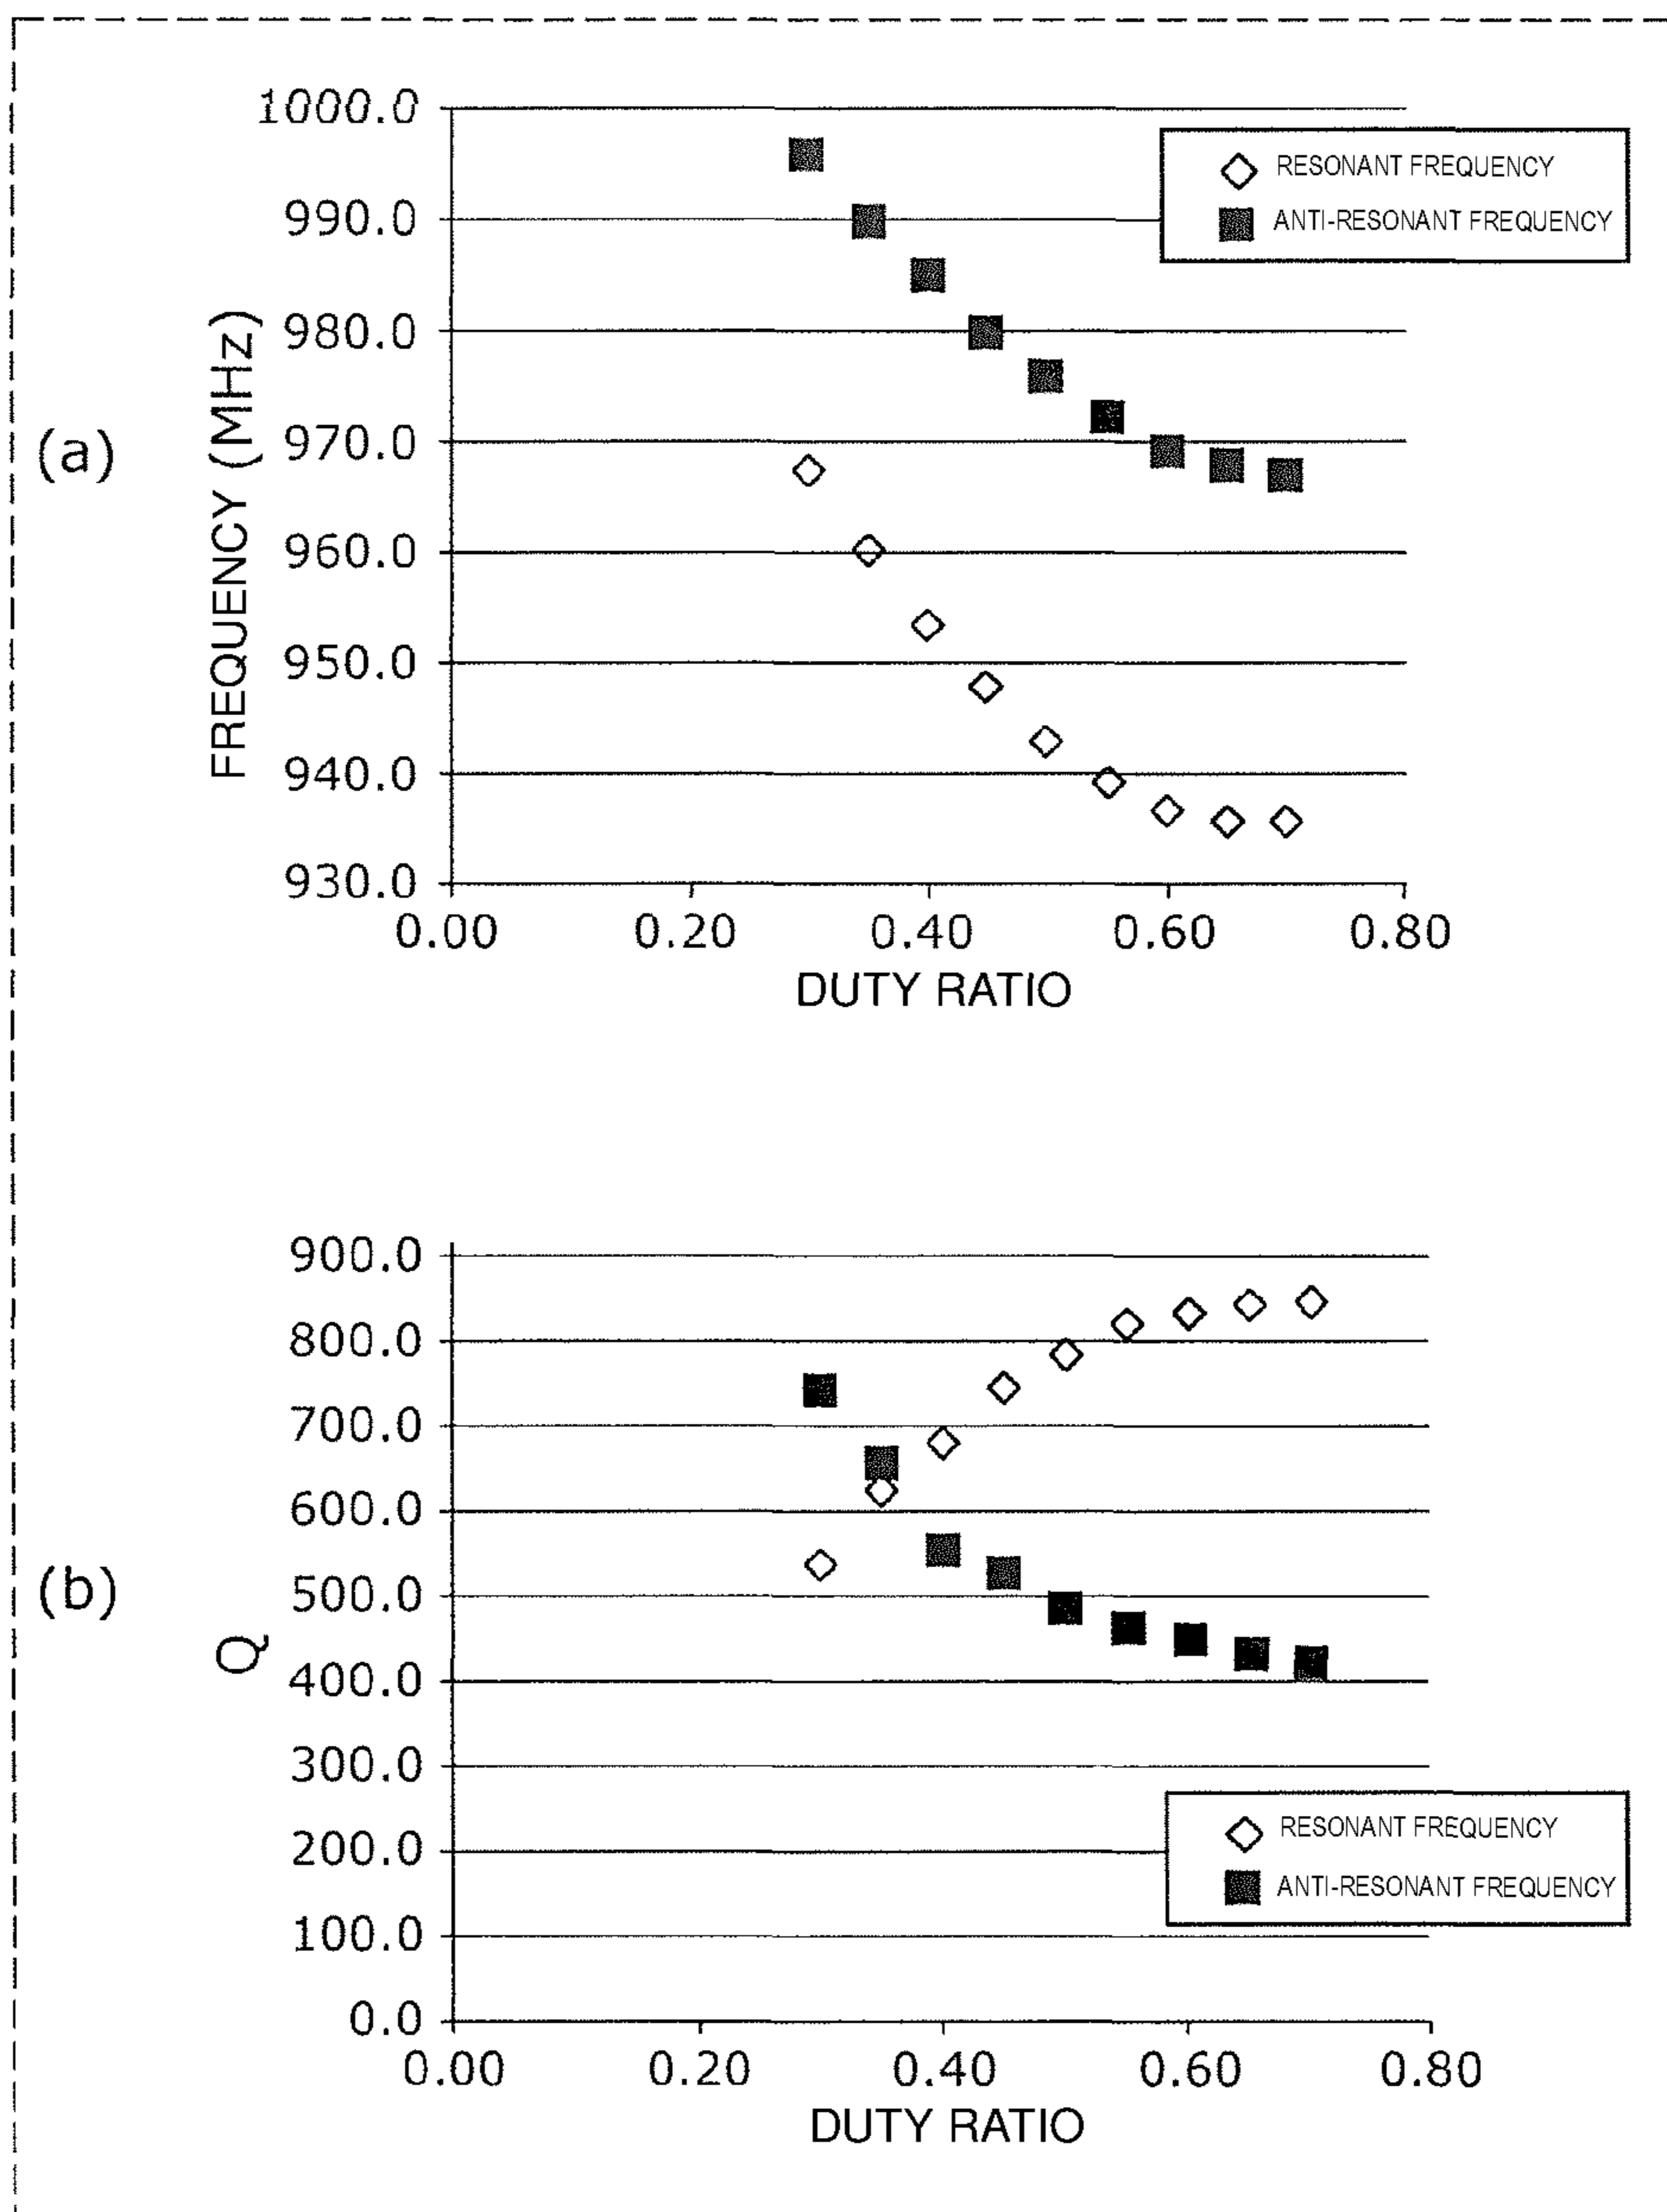 (a)
FREQUENCY (MHz)
1000.0
990.0
980.0
970.0
960.0
950.0
940.0
930.0
0.00 0.20 0.40 0.60 0.80
DUTY RATIO
RESONANT FREQUENCY
ANTI-RESONANT FREQUENCY
(b)
Q
900.0
800.0
700.0
600.0
500.0
400.0
300.0
200.0
100.0
0.0
0.00 0.20 0.40 0.60 0.80
DUTY RATIO
RESONANT FREQUENCY
ANTI-RESONANT FREQUENCY